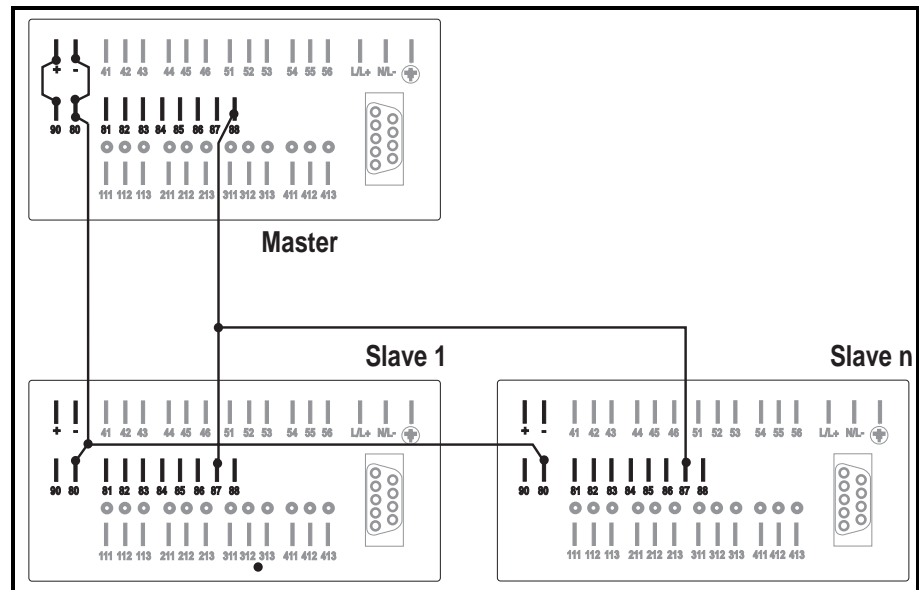 + - 41 42 43 44 45 46 51 52 53 54 55 56 L/L+ N/L-
90 80 81 82 83 84 85 86 87 88
111 112 113 211 212 213 311 312 313 411 412 413
Master
Slave 1
Slave n
+ - 41 42 43 44 45 46 51 52 53 54 55 56 L/L+ N/L-
90 80 81 82 83 84 85 86 87 88
111 112 113 211 212 213 311 312 313 411 412 413
+ - 41 42 43 44 45 46 51 52 53 54 55 56 L/L+ N/L-
90 80 81 82 83 84 85 86 87 88
111 112 113 211 212 213 311 312 313 411 412 413